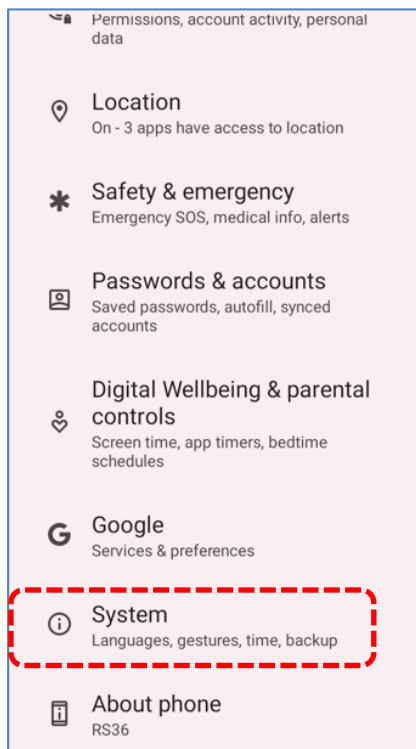 Permissions, account activity, personal
data
Location
On - 3 apps have access to location
Safety & emergency
Emergency SOS, medical info, alerts
Passwords & accounts
Saved passwords, autofill, synced
accounts
Digital Wellbeing & parental
controls
Screen time, app timers, bedtime
schedules
Google
Services & preferences
System
Languages, gestures, time, backup
About phone
RS36